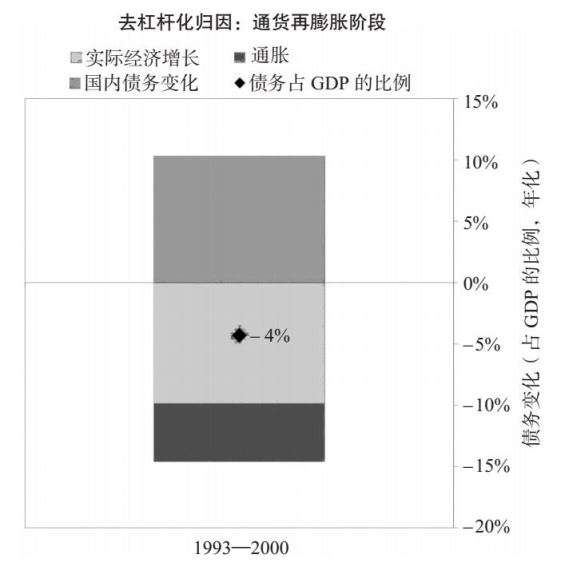 去杠杆化归因：通货再膨胀阶段
实际经济增长 通胀
国内债务变化 债务占 GDP 的比例
15%
10%
5%
0%
−5%
−10%
−15%
−20%
– 4%
债务变化（占 GDP 的比例，年化）
1993—2000